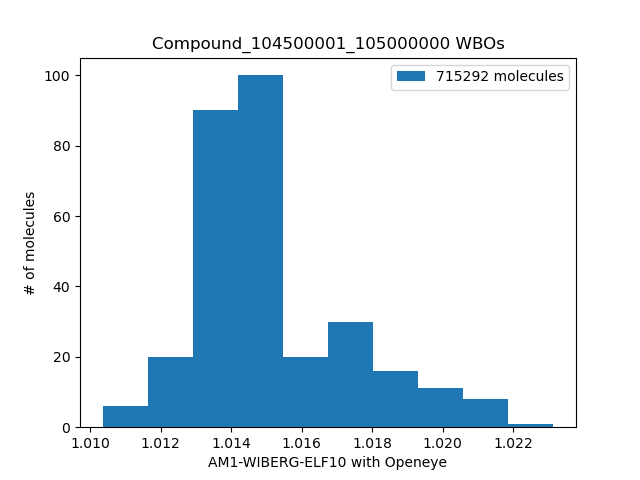 Compound_104500001_105000000 WBOs
715292 molecules
100
80
60
40
20
0
# of molecules
1.010 1.012 1.014 1.016 1.018 1.020 1.022
AM1-WIBERG-ELF10 with Openeye